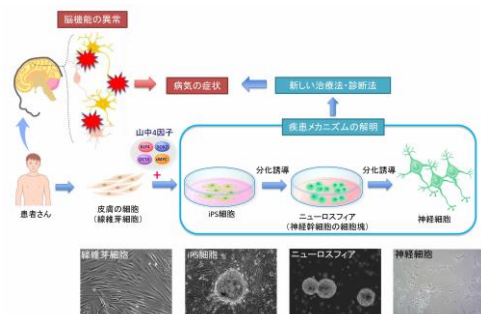 脳機能の異常
病気の症状
新しい治療法・診断法
疾患メカニズムの解明
山中4因子
分化誘導
分化誘導
患者さん
皮膚の細胞
(線維芽細胞)
iPS細胞
ニューロスフィア
(神経幹細胞の細胞塊)
神経細胞
線維芽細胞
iPS細胞
ニューロスフィア
神経細胞